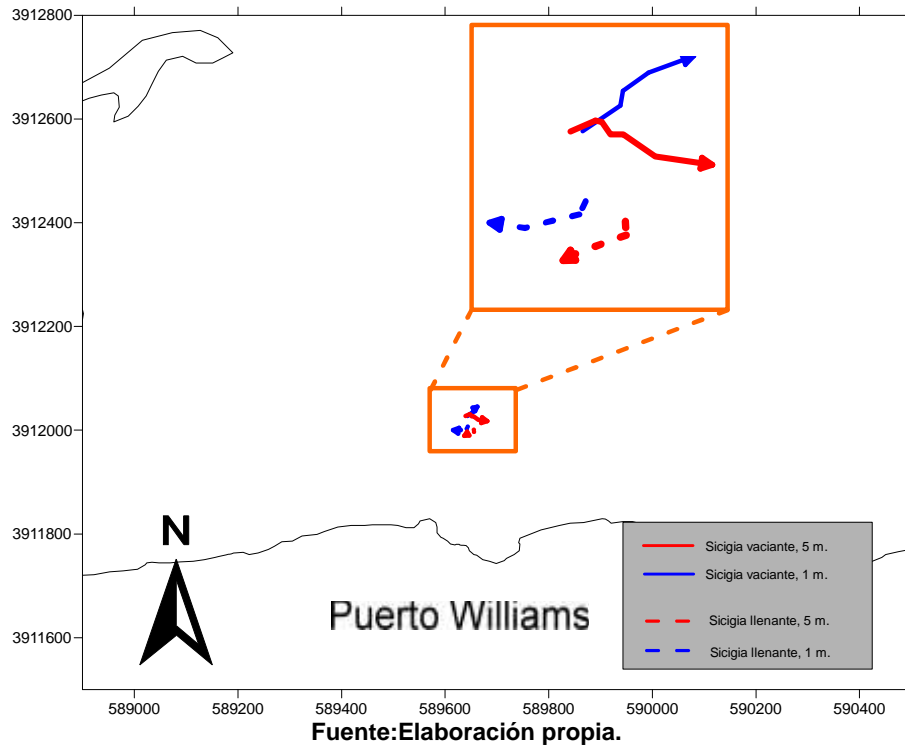 3912800
3912600
3912400
3912200
3912000
3911800
3911600
N
Puerto Williams
Sicigia vaciante, 5 m.
Sicigia vaciante, 1 m.
Sicigia llenante, 5 m.
Sicigia llenante, 1 m.
589000 589200 589400 589600 589800 590000 590200 590400
Fuente:Elaboración propia.